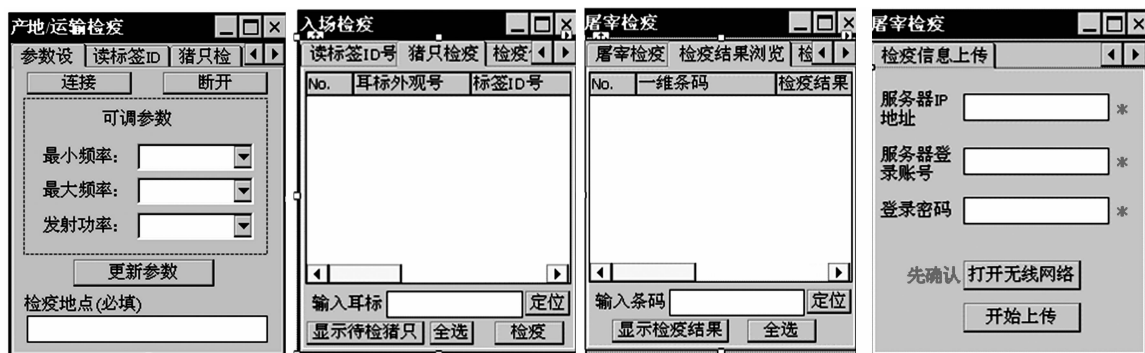 产地/运输检疫
参数设 读标签ID 猪只检
连接 断开
可调参数
最小频率:
最大频率:
发射功率:
更新参数
检疫地点(必填)
入场检疫
读标签ID号 猪只检疫 检疫
No. 耳标外观号 标签ID号
输入耳标 定位
显示待检猪只 全选 检疫
屠宰检疫
屠宰检疫 检疫结果浏览
No. 一维条码 检疫结果
输入条码 定位
显示检疫结果 全选
屠宰检疫
检疫信息上传
服务器IP
地址 *
服务器登
录账号 *
登录密码 *
先确认 打开无线网络
开始上传